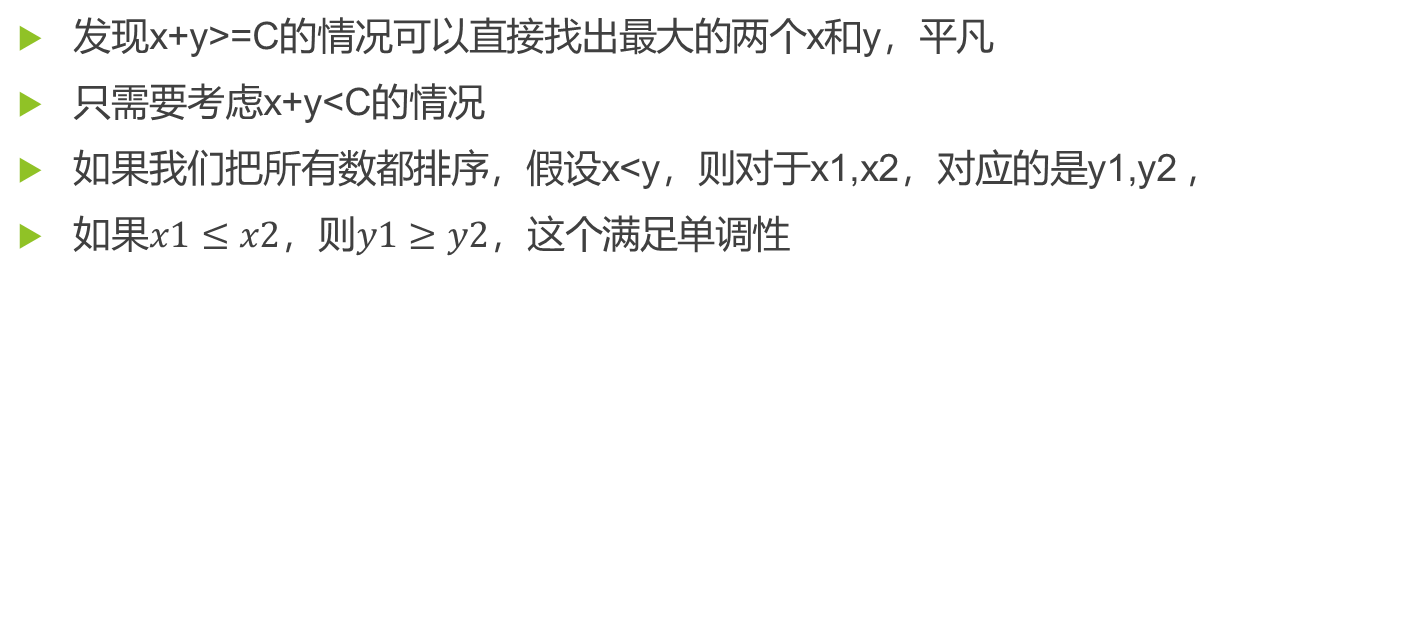 发现x+y>=C的情况可以直接找出最大的两个x和y，平凡
只需要考虑x+y<C的情况
如果我们把所有数都排序，假设x<y，则对于x1,x2，对应的是y1,y2 ,
如果𝑥1 ≤ 𝑥2，则𝑦1 ≥ 𝑦2，这个满足单调性